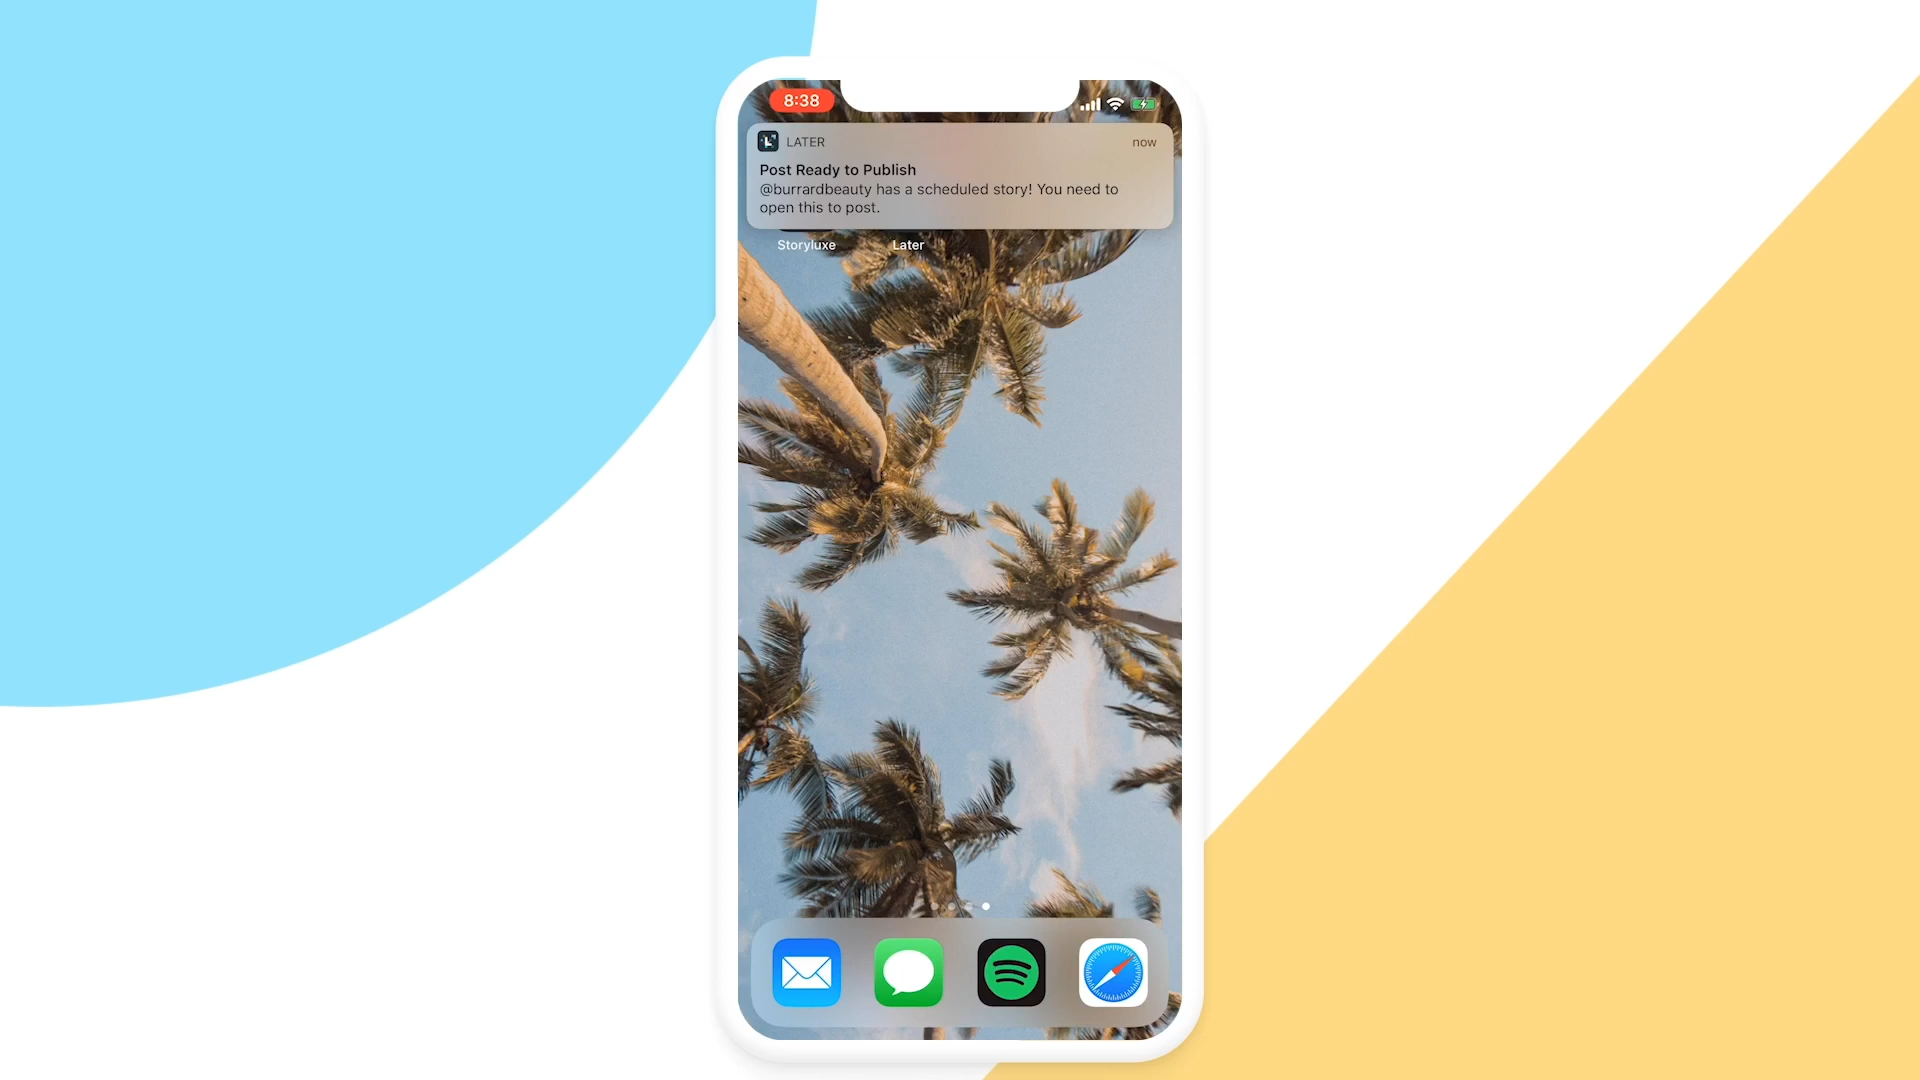 8:38
LATER now
Post Ready to Publish
@burrardbeauty has a scheduled story! You need to
open this to post.
Storyluxe Later